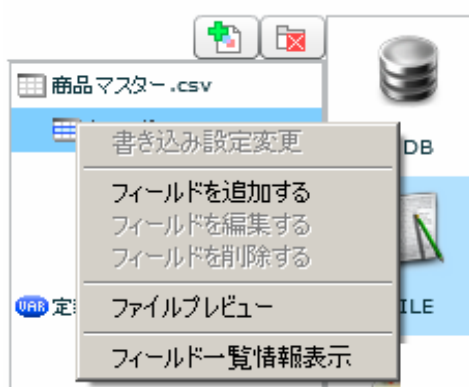 商品マスター.csv
書き込み設定変更
DB
フィールドを追加する
フィールドを編集する
フィールドを削除する
VAR 定
ファイルプレビュー
ILE
フィールド一覧情報表示